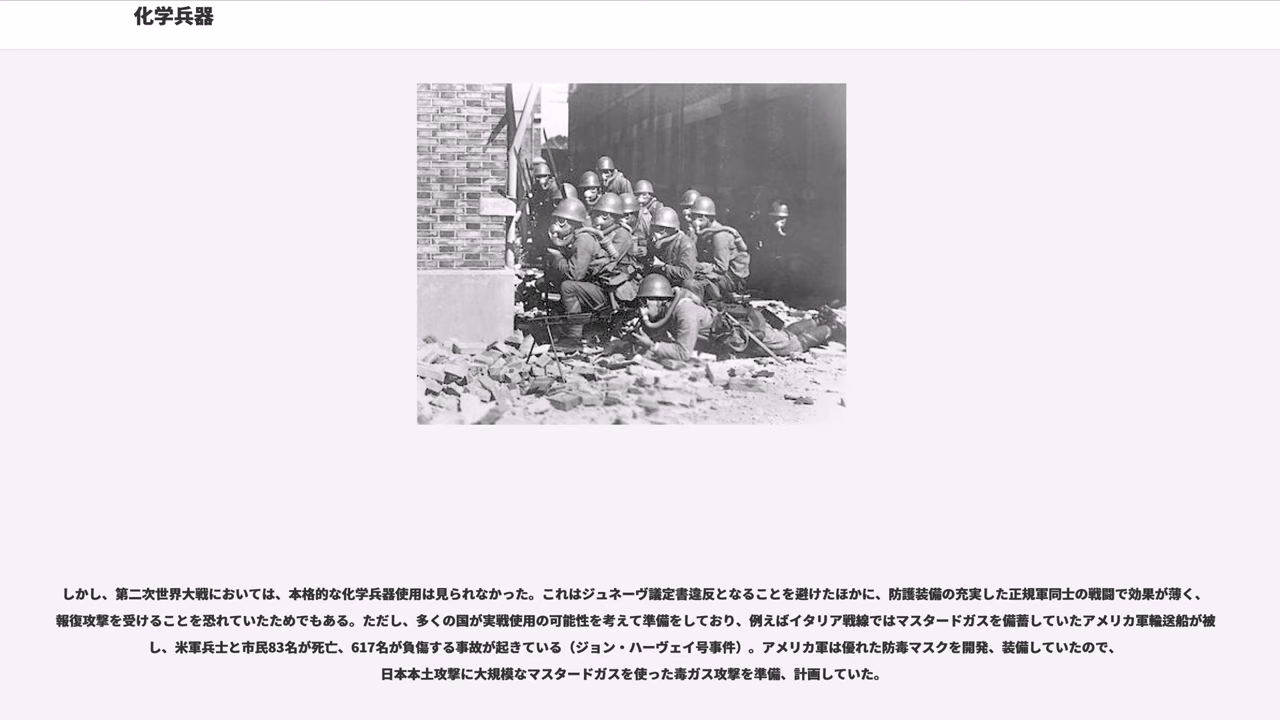 化学兵器
しかし、第二次世界大戦においては、本格的な化学兵器使用は見られなかった。これはジュネーヴ議定書違反となることを避けたほかに、防護装備の充実した正規軍同士の戦闘で効果が薄く、
報復攻撃を受けることを恐れていたためでもある。ただし、多くの国が実戦使用の可能性を考えて準備をしており、例えばイタリア戦線ではマスタードガスを備蓄していたアメリカ軍輸送船が被
し、米軍兵士と市民83名が死亡、617名が負傷する事故が起きている（ジョン・ハーヴェイ号事件）。アメリカ軍は優れた防毒マスクを開発、装備していたので、
日本本土攻撃に大規模なマスタードガスを使った毒ガス攻撃を準備、計画していた。